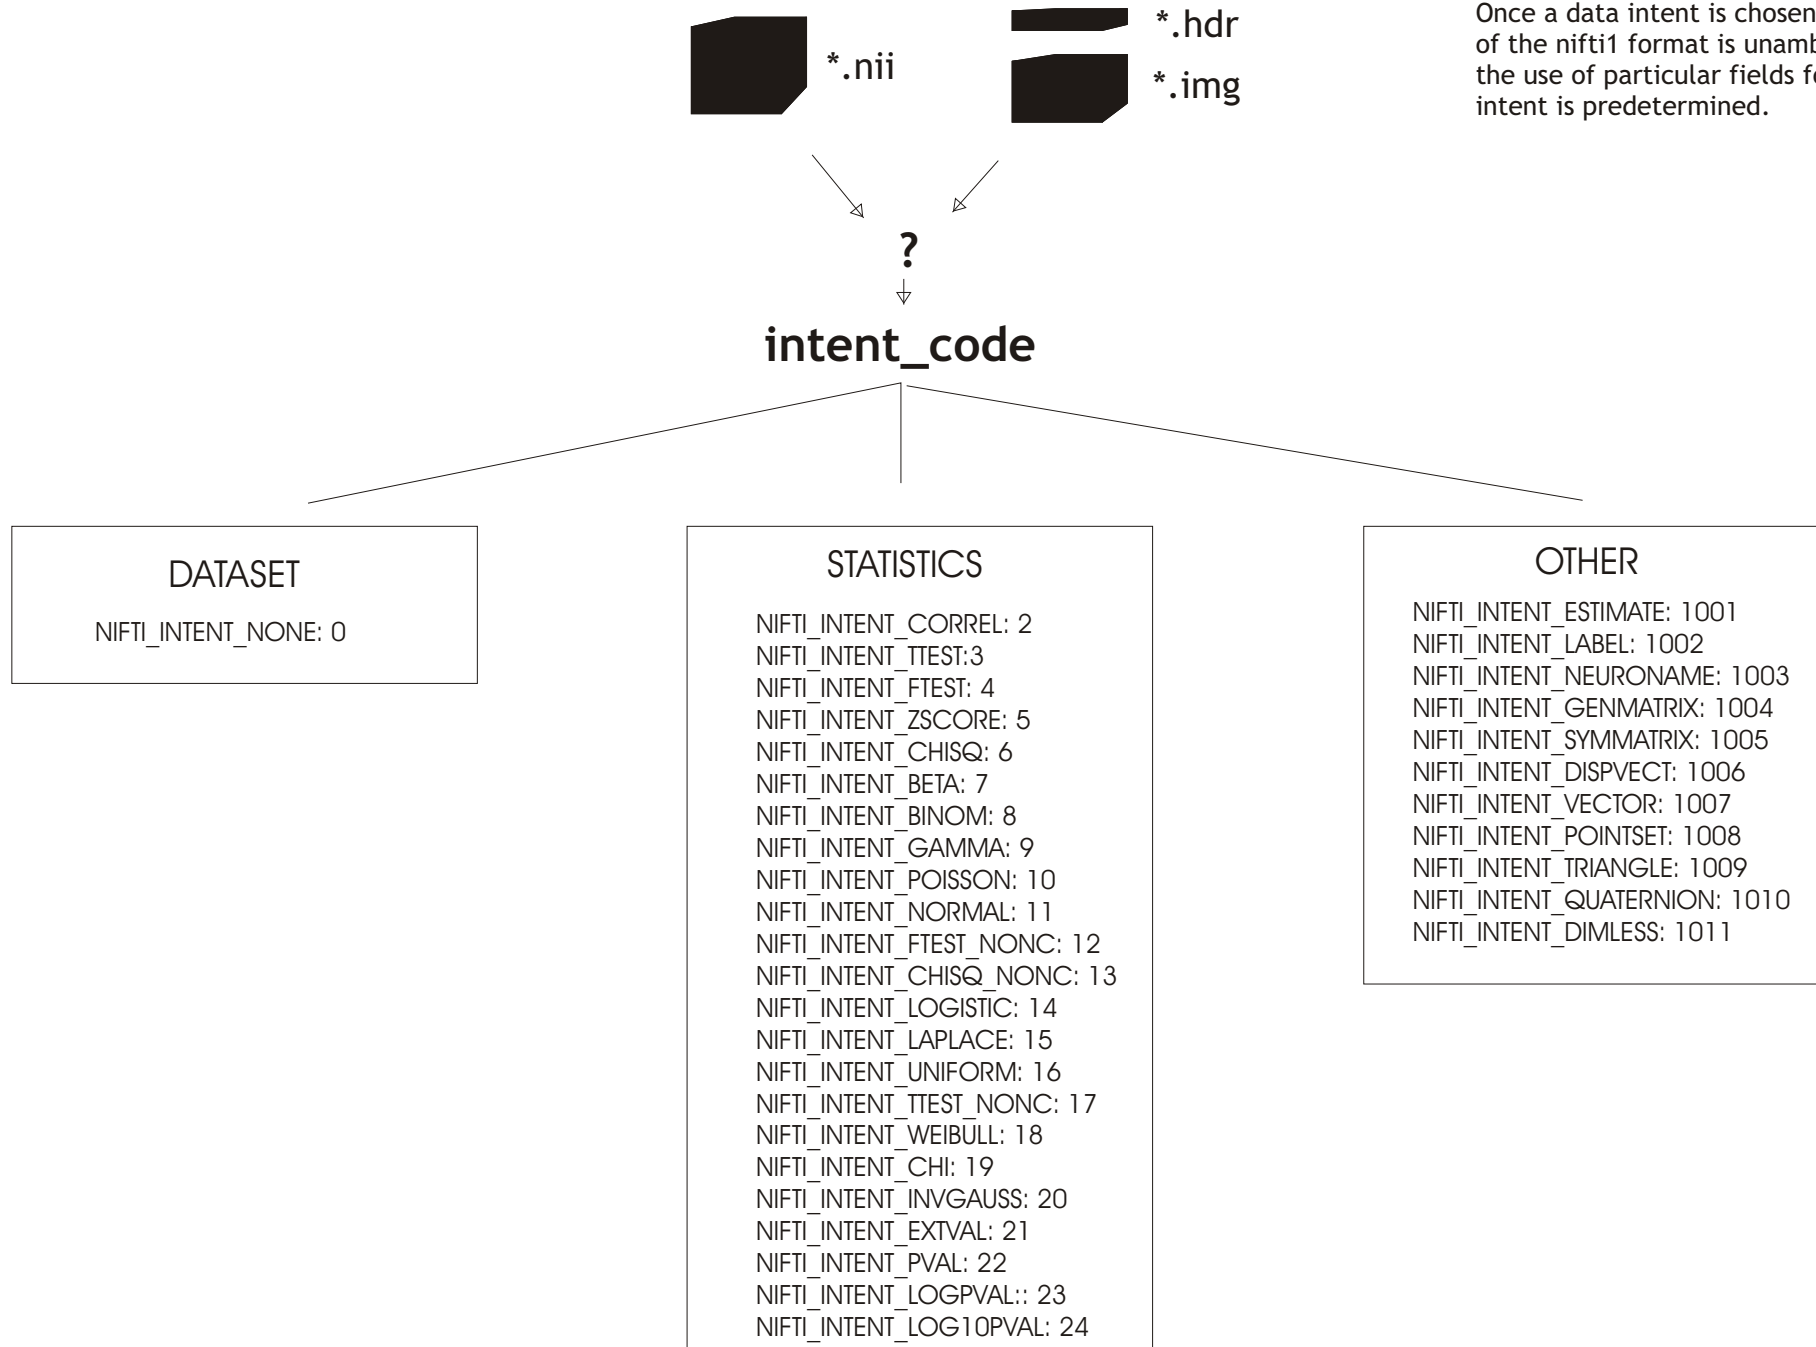 *.nii
*.hdr
*.img
Once a data intent is chosen
of the nifti1 format is
the use of particular fields
intent is predetermined.
?
intent_code
DATASET
NIFTI_INTENT_NONE: 0
STATISTICS
NIFTI_INTENT_CORREL: 2
NIFTI_INTENT_TTEST:3
NIFTI_INTENT_FTEST: 4
NIFTI_INTENT_ZSCORE: 5
NIFTI_INTENT_CHISQ: 6
NIFTI_INTENT_BETA: 7
NIFTI_INTENT_BINOM: 8
NIFTI_INTENT_GAMMA: 9
NIFTI_INTENT_POISSON: 10
NIFTI_INTENT_NORMAL: 11
NIFTI_INTENT_FTEST_NONC: 12
NIFTI_INTENT_CHISQ_NONC: 13
NIFTI_INTENT_LOGISTIC: 14
NIFTI_INTENT_LAPLACE: 15
NIFTI_INTENT_UNIFORM: 16
NIFTI_INTENT_TTEST_NONC: 17
NIFTI_INTENT_WEIBULL: 18
NIFTI_INTENT_CHI: 19
NIFTI_INTENT_INVGAUSS: 20
NIFTI_INTENT_EXTVAL: 21
NIFTI_INTENT_PVAL: 22
NIFTI_INTENT_LOGPVAL:: 23
NIFTI_INTENT_LOG10PVAL: 24
OTHER
NIFTI_INTENT_ESTIMATE: 1001
NIFTI_INTENT_LABEL: 1002
NIFTI_INTENT_NEURONAME: 1003
NIFTI_INTENT_GENMATRIX: 1004
NIFTI_INTENT_SYMMATRIX: 1005
NIFTI_INTENT_DISPVECT: 1006
NIFTI_INTENT_VECTOR: 1007
NIFTI_INTENT_POINTSET: 1008
NIFTI_INTENT_TRIANGLE: 1009
NIFTI_INTENT_QUATERNION: 1010
NIFTI_INTENT_DIMLESS: 1011